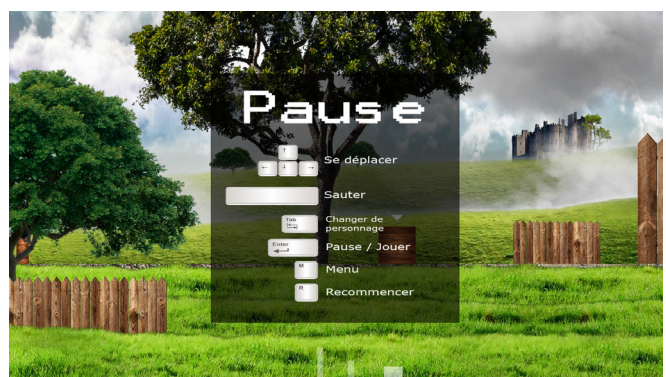 Pause
↑
← ↓ → Se déplacer
Sauter
Tab Changer de
personnage
Enter Pause / Jouer
M Menu
R Recommencer